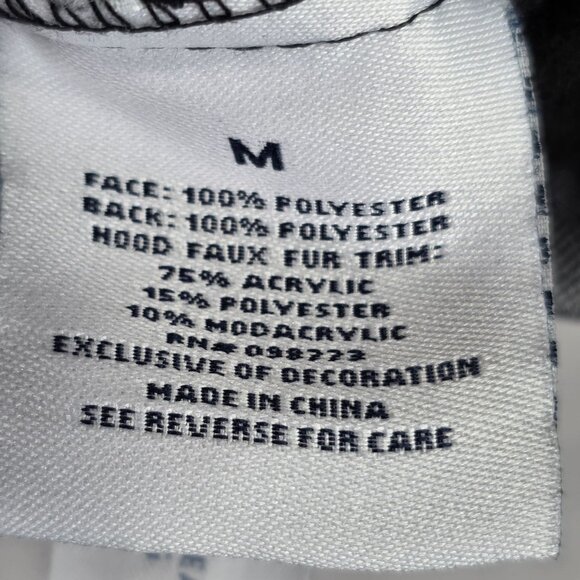 M
FACE: 100% POLYESTER
BACK: 100% POLYESTER
HOOD FAUX FUR TRIM:
75% ACRYLIC
15% POLYESTER
10% MODACRYLIC
RN# 098223
EXCLUSIVE OF DECORATION
MADE IN CHINA
SEE REVERSE FOR CARE